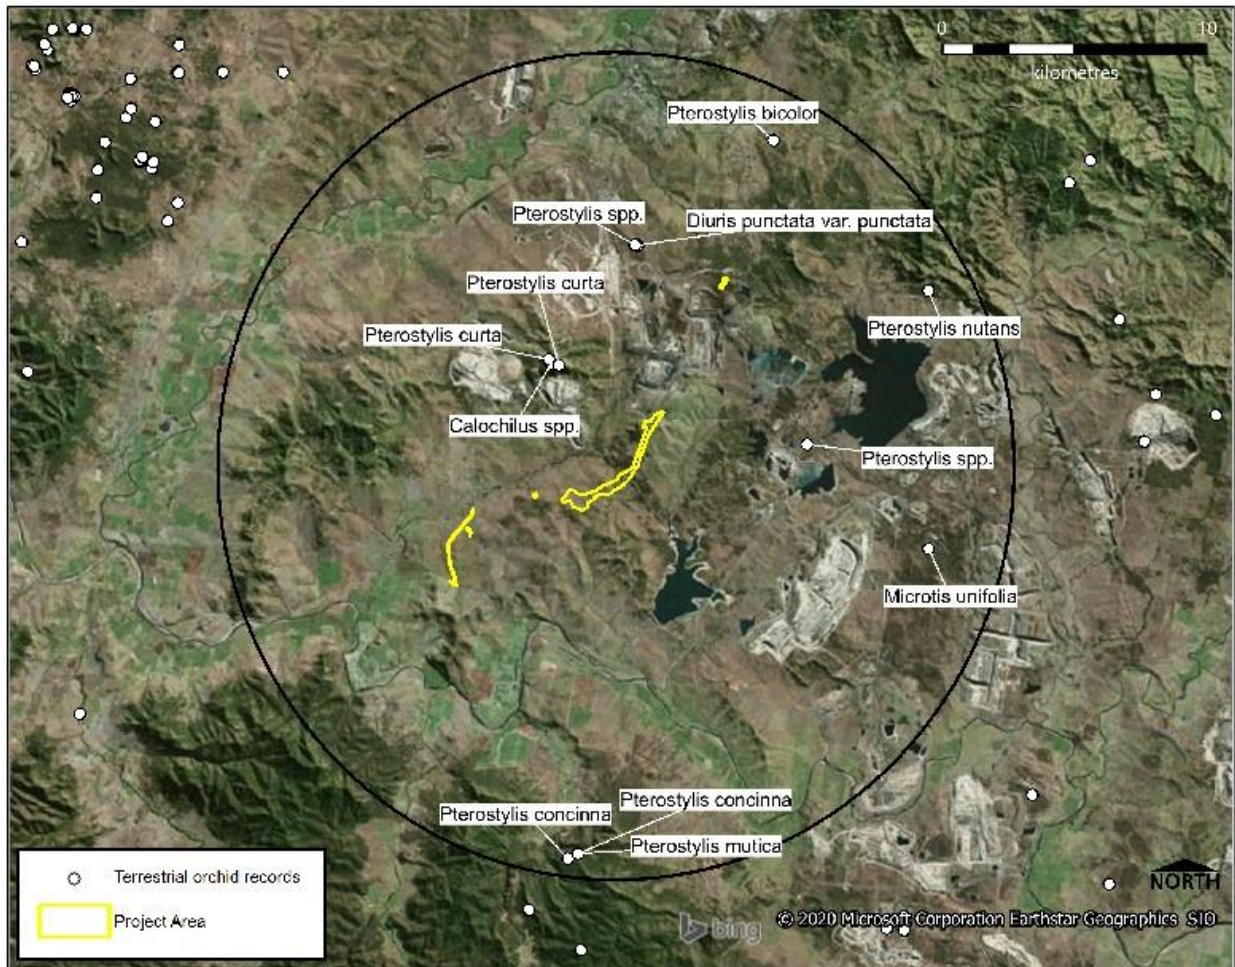 0 10
kilometres
Pterostylis bicolor
Pterostylis spp.
Diuris punctata var. punctata
Pterostylis curta
Pterostylis nutans
Pterostylis curta
Calochilus spp.
Pterostylis spp.
Microtis unifolia
Pterostylis concinna
Pterostylis concinna
Pterostylis mutica
Terrestrial orchid records
Project Area
NORTH
bing
© 2020 Microsoft Corporation Earthstar Geographics SIO